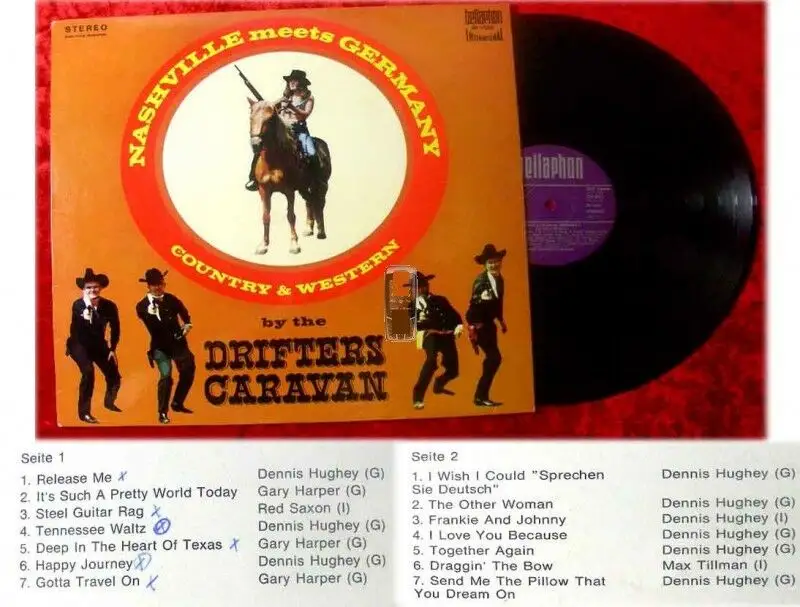 STEREO
bellaphon
NASHVILLE meets GERMANY
COUNTRY & WESTERN
by the
DRIFTERS
CARAVAN
bellaphon
Seite 1
1. Release Me x Dennis Hughey (G)
2. It's Such A Pretty World Today Gary Harper (G)
3. Steel Guitar Rag x Red Saxon (I)
4. Tennessee Waltz x Dennis Hughey (G)
5. Deep In The Heart Of Texas x Gary Harper (G)
6. Happy Journey x Dennis Hughey (G)
7. Gotta Travel On x Gary Harper (G)
Seite 2
1. I Wish I Could "Sprechen Dennis Hughey (G)
Sie Deutsch"
2. The Other Woman Dennis Hughey (G)
3. Frankie And Johnny Dennis Hughey (I)
4. I Love You Because Dennis Hughey (G)
5. Together Again Dennis Hughey (G)
6. Draggin' The Bow Max Tillman (I)
7. Send Me The Pillow That Dennis Hughey (G)
You Dream On